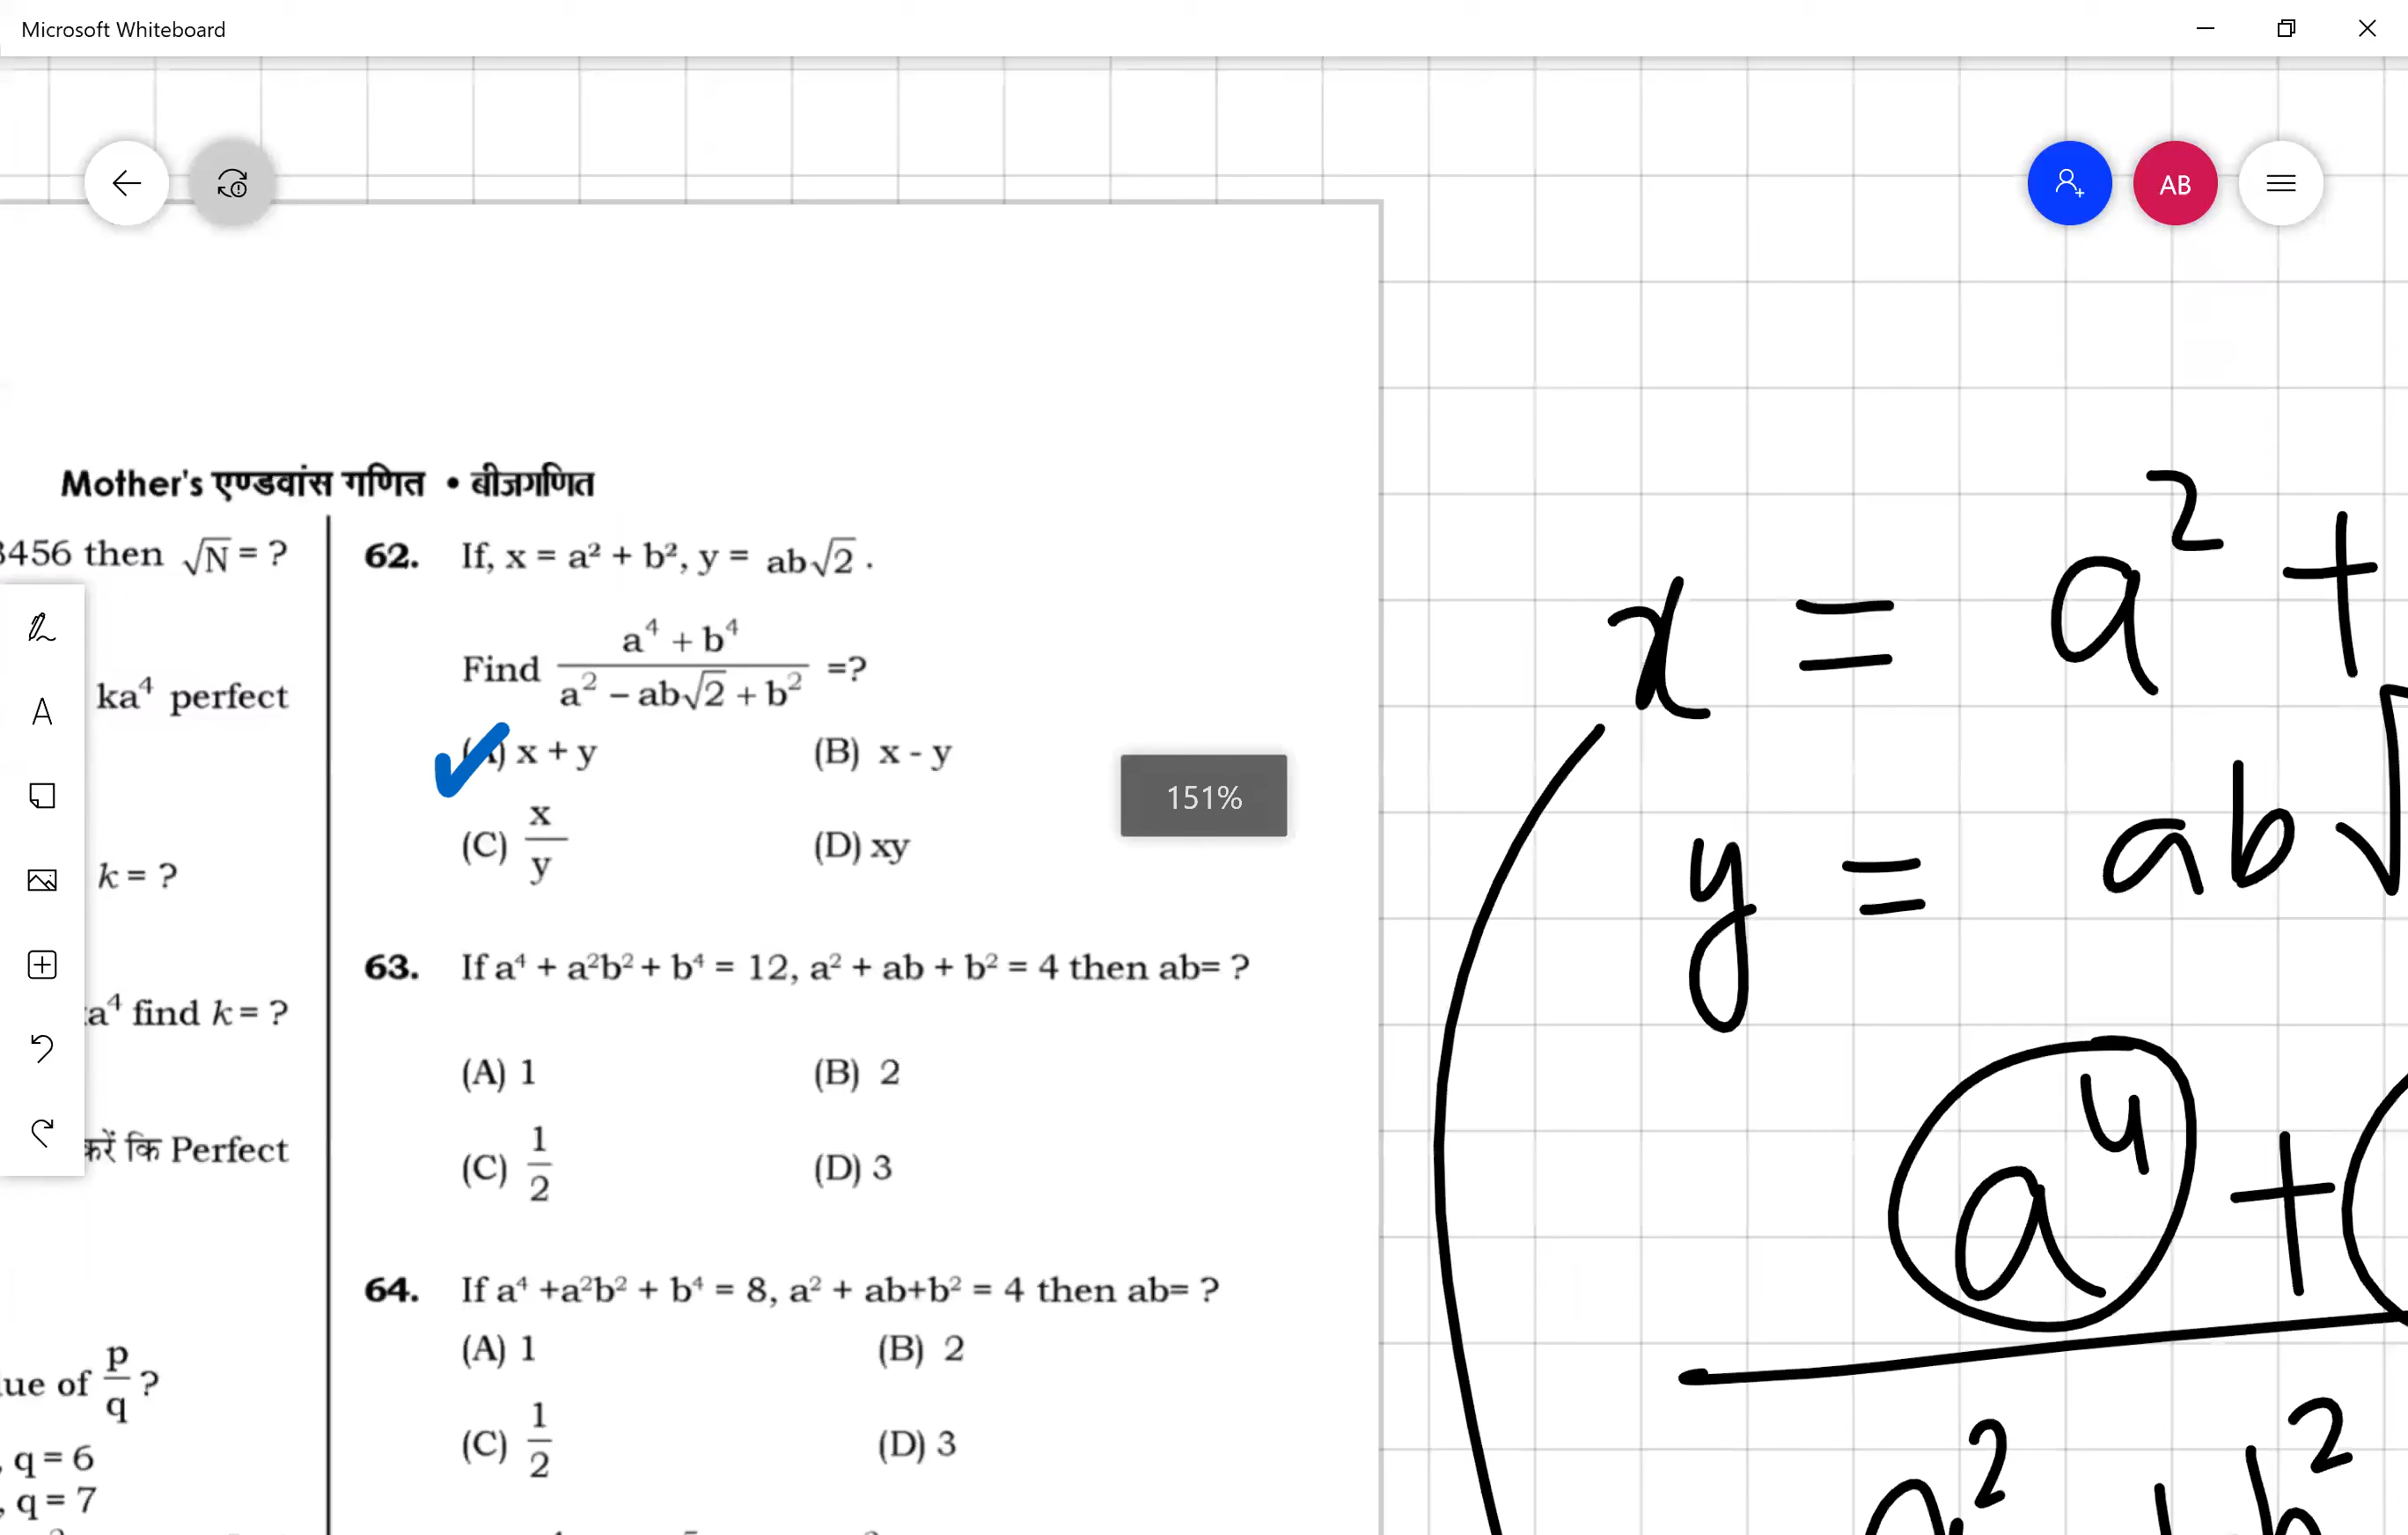 Microsoft Whiteboard
AB
Mother's एण्डवांस गणित • बीजगणित
3456 then √N = ?
ka⁴ perfect
k = ?
a⁴ find k = ?
करें कि Perfect
ue of p/q ?
, q = 6
, q = 7
62. If, x = a² + b², y = ab√2 .
Find (a⁴ + b⁴)/(a² − ab√2 + b²) =?
(A) x + y (B) x - y
(C) x/y (D) xy
151%
63. If a⁴ + a²b² + b⁴ = 12, a² + ab + b² = 4 then ab= ?
(A) 1 (B) 2
(C) 1/2 (D) 3
64. If a⁴ +a²b² + b⁴ = 8, a² + ab+b² = 4 then ab= ?
(A) 1 (B) 2
(C) 1/2 (D) 3
x = a² +
y = ab√
a⁴ +
a² b²